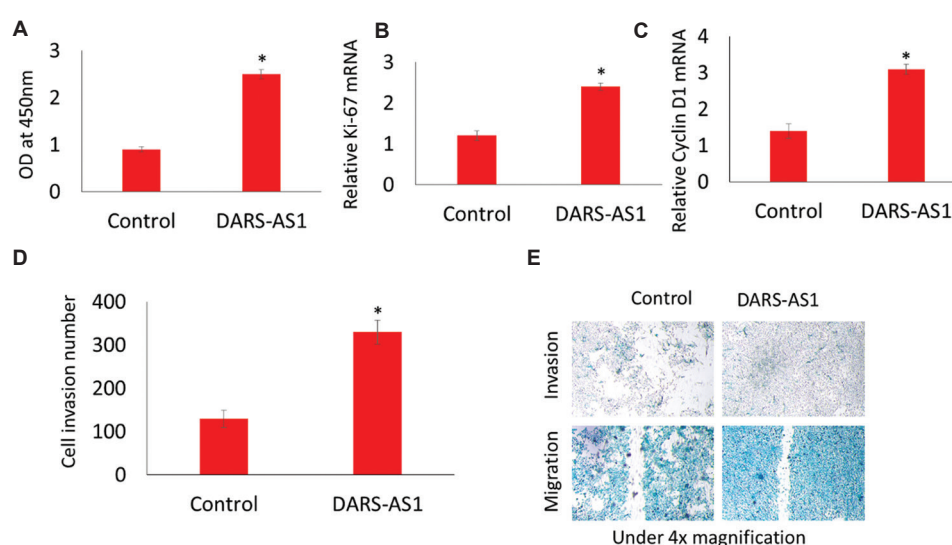 A
OD at 450nm
3
2
1
0
*
Control
DARS-AS1
B
Relative Ki-67 mRNA
3
2
1
0
*
Control
DARS-AS1
C
Relative Cyclin D1 mRNA
4
3
2
1
0
*
Control
DARS-AS1
D
Cell invasion number
400
300
200
100
0
*
Control
DARS-AS1
E
Control
DARS-AS1
Invasion
Migration
Under 4x magnification